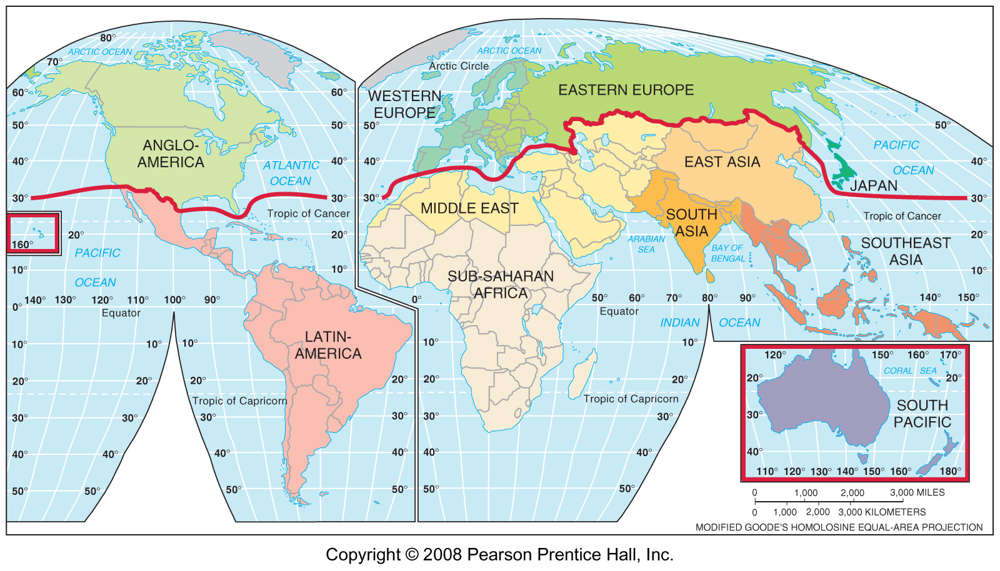 80°
ARCTIC OCEAN
70°
60°
60°
50°
50°
ANGLO-
AMERICA
40°
40°
ATLANTIC
OCEAN
30°
30°
Tropic of Cancer
160°
20°
20°
PACIFIC
OCEAN
10°
10°
0°
140°
130°
120°
110°
100°
90°
Equator
10°
10°
10°
LATIN-
AMERICA
20°
20°
20°
20°
Tropic of Capricorn
30°
30°
30°
30°
40°
40°
40°
40°
50°
50°
50°
50°
ARCTIC OCEAN
Arctic Circle
WESTERN
EUROPE
EASTERN EUROPE
50°
50°
40°
40°
PACIFIC
OCEAN
EAST ASIA
JAPAN
30°
30°
MIDDLE EAST
SOUTH
ASIA
Tropic of Cancer
20°
ARABIAN
SEA
BAY OF
BENGAL
SOUTHEAST
ASIA
10°
SUB-SAHARAN
AFRICA
0°
50°
60°
70°
80°
90°
140°
150°
Equator
INDIAN
OCEAN
10°
10°
20°
20°
Tropic of Capricorn
30°
30°
40°
40°
50°
50°
120°
150°
160°
170°
CORAL SEA
20°
20°
SOUTH
PACIFIC
30°
40°
110°
120°
130°
140°
150°
160°
180°
0 1,000 2,000 3,000 MILES
0 1,000 2,000 3,000 KILOMETERS
MODIFIED GOODE'S HOMOLOSINE EQUAL-AREA PROJECTION
Copyright © 2008 Pearson Prentice Hall, Inc.